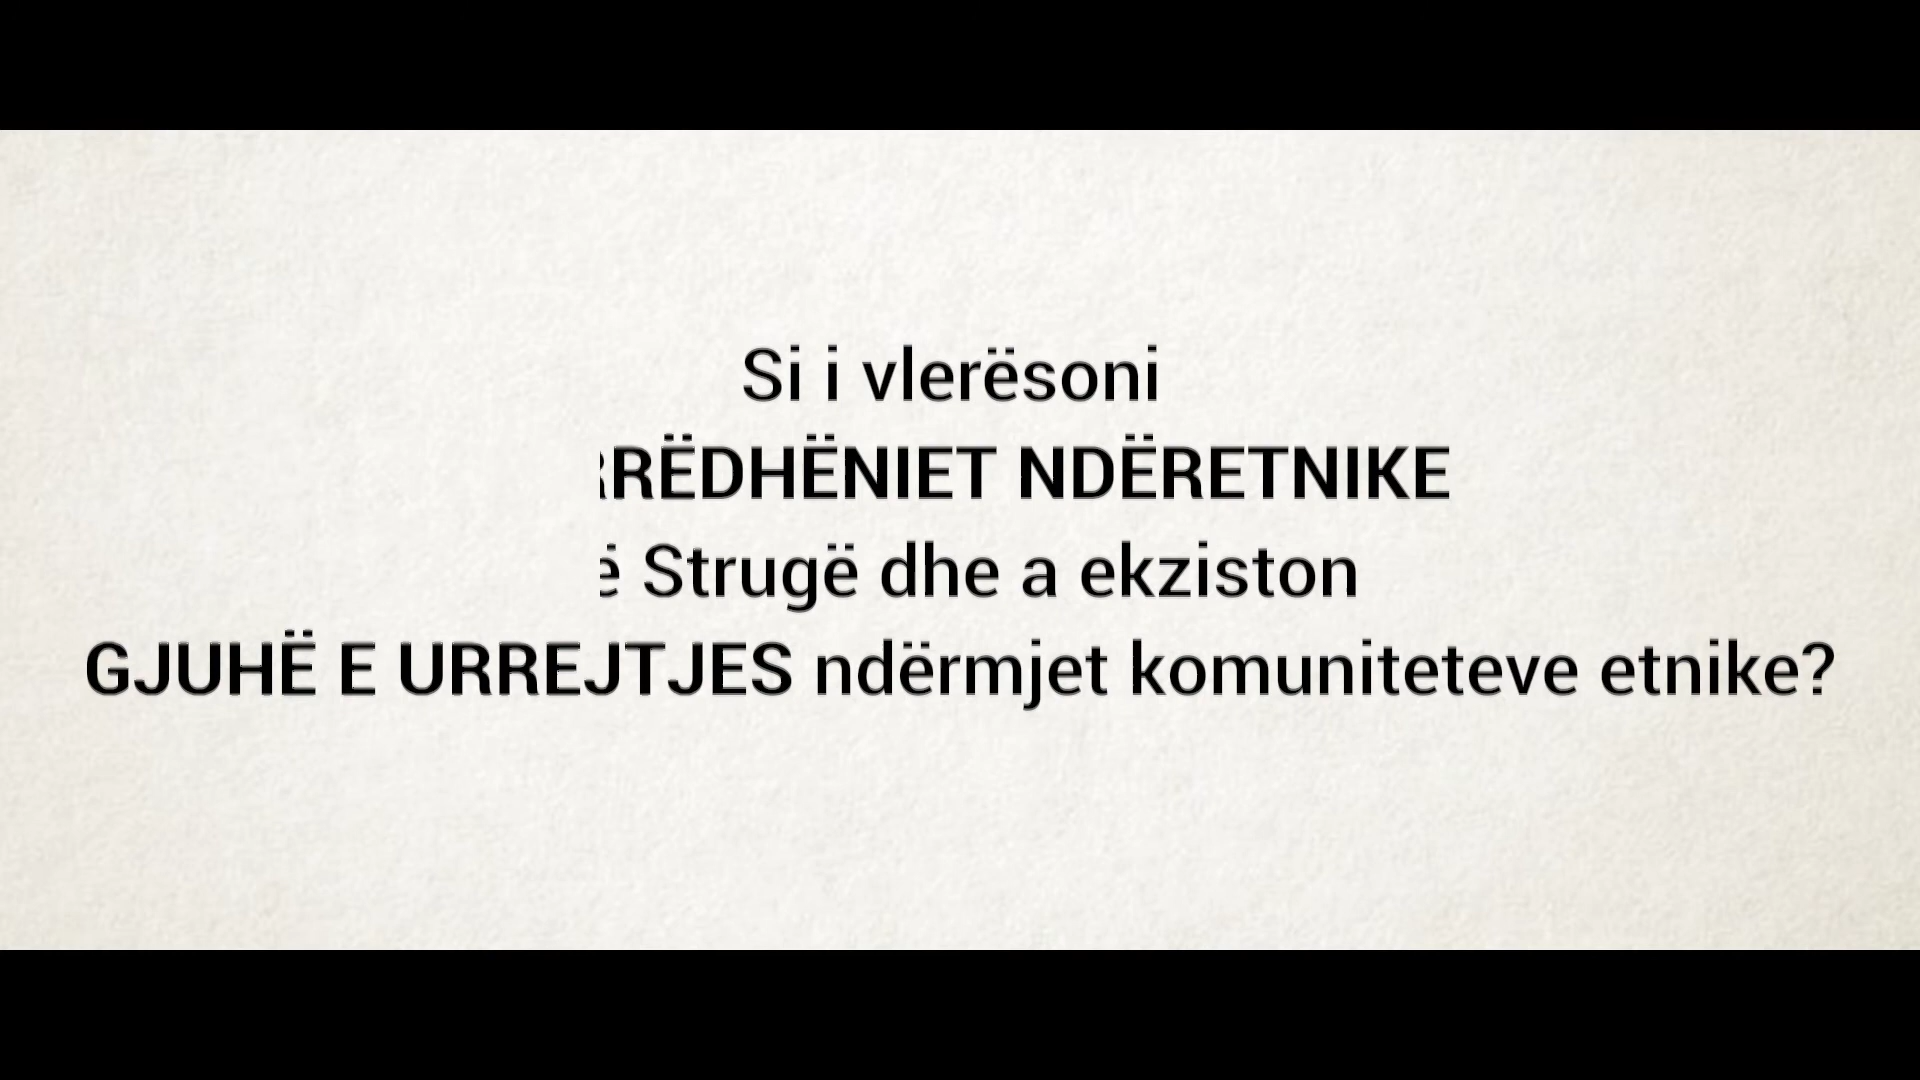 Si i vlerësoni
RËDHËNIET NDËRETNIKE
ë Strugë dhe a ekziston
GJUHË E URREJTJES ndërmjet komuniteteve etnike?